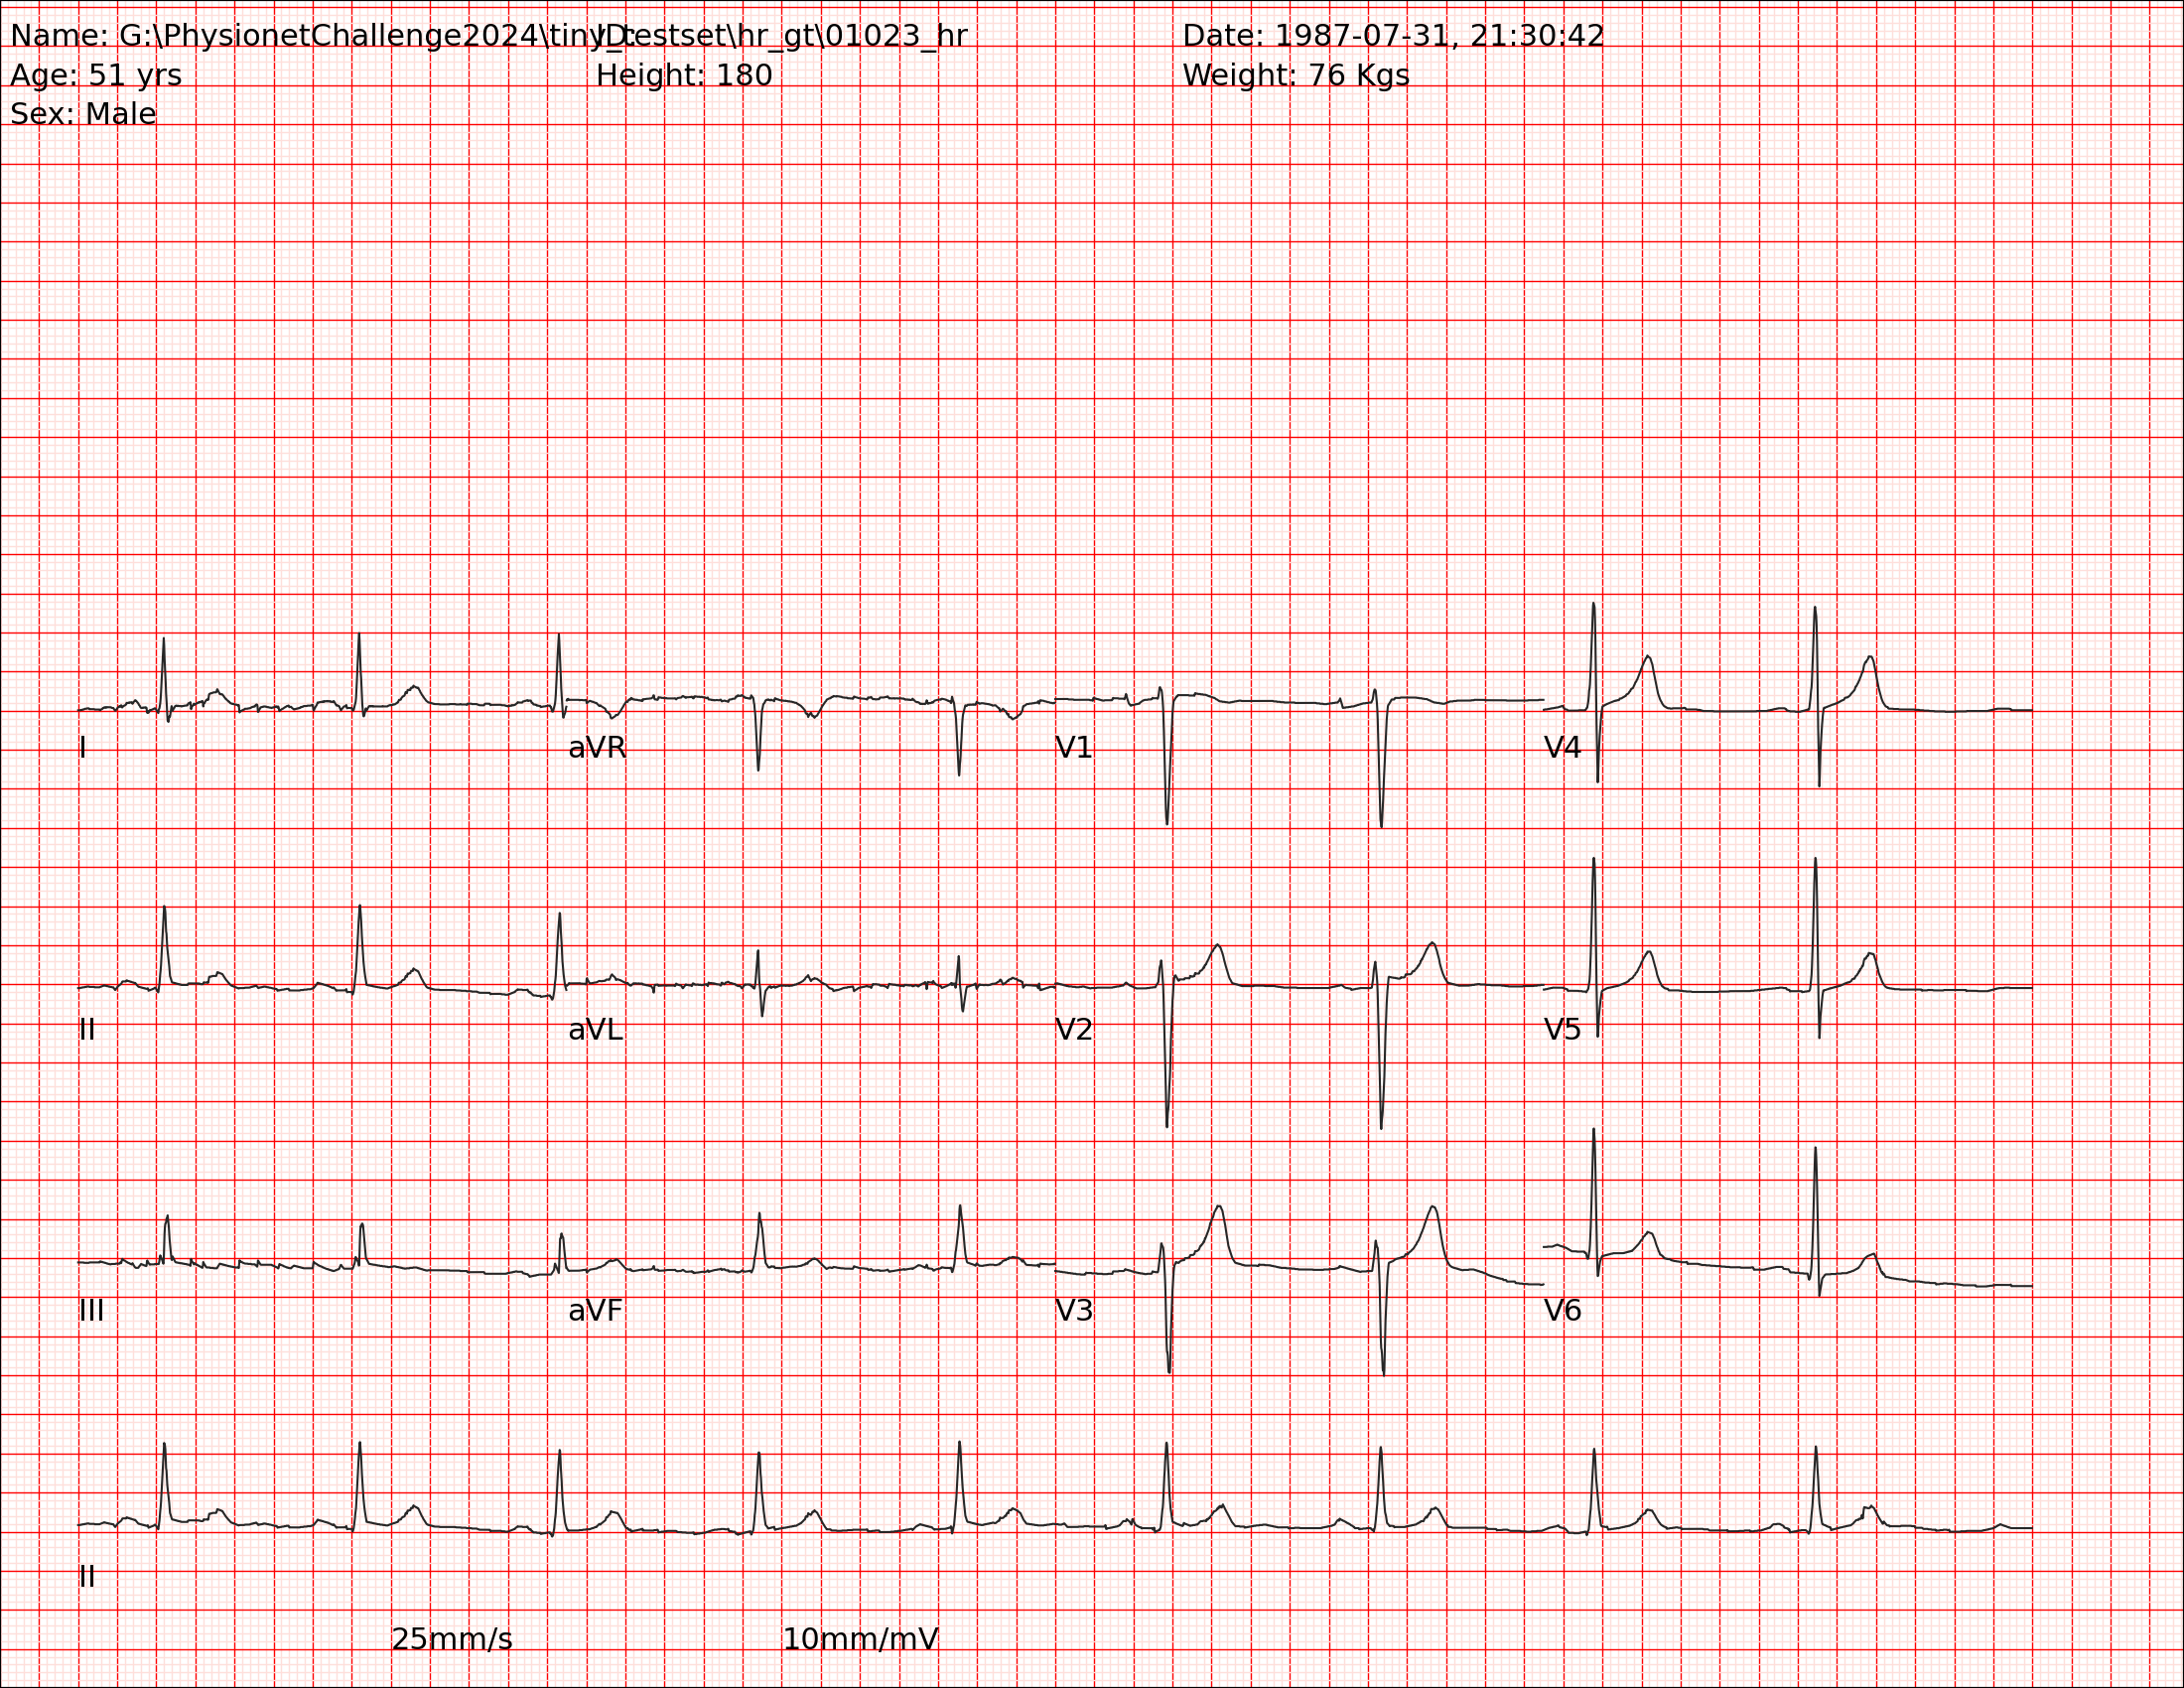 Name: G:\PhysionetChallenge2024\tiny_testset\hr_gt\01023_hr ID: Date: 1987-07-31, 21:30:42
Age: 51 yrs Height: 180 Weight: 76 Kgs
Sex: Male
I aVR V1 V4
II aVL V2 V5
III aVF V3 V6
II
25mm/s 10mm/mV